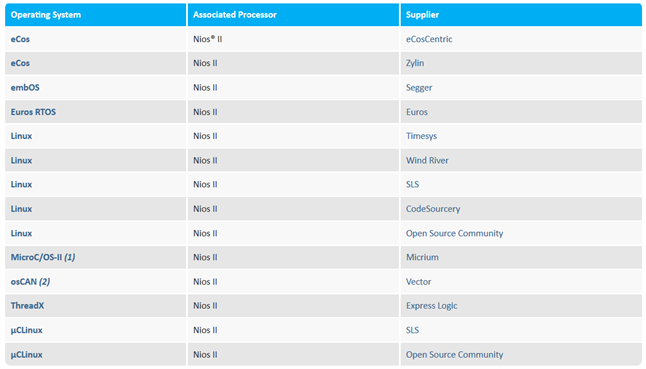 Operating System Associated Processor Supplier
eCos Nios® II eCosCentric
eCos Nios II Zylin
embOS Nios II Segger
Euros RTOS Nios II Euros
Linux Nios II Timesys
Linux Nios II Wind River
Linux Nios II SLS
Linux Nios II CodeSourcery
Linux Nios II Open Source Community
MicroC/OS-II (1) Nios II Micrium
osCAN (2) Nios II Vector
ThreadX Nios II Express Logic
μCLinux Nios II SLS
μCLinux Nios II Open Source Community